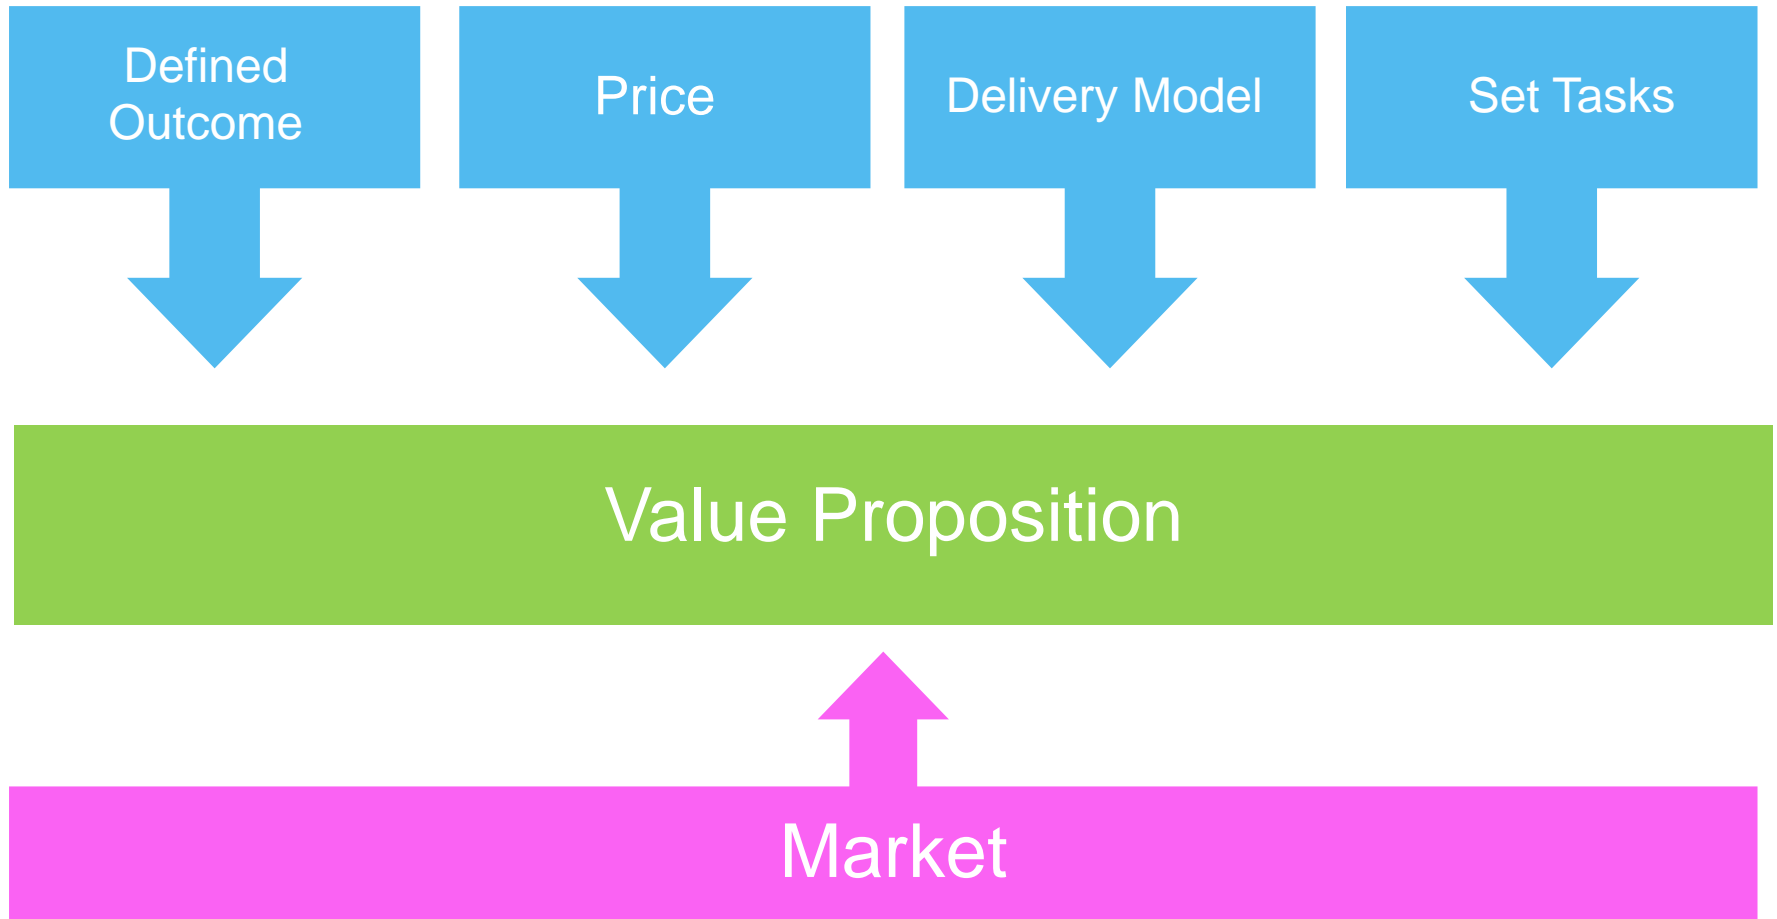 Defined
Outcome
Price
Delivery Model
Set Tasks
Value Proposition
Market